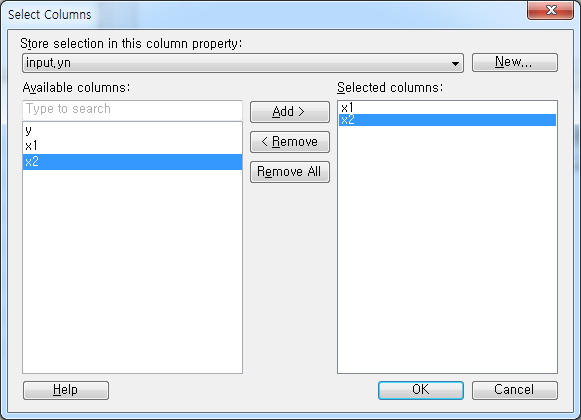 Select Columns
Store selection in this column property:
input,yn
New...
Available columns:
Type to search
y
x1
x2
Add >
< Remove
Remove All
Selected columns:
x1
x2
Help
OK
Cancel